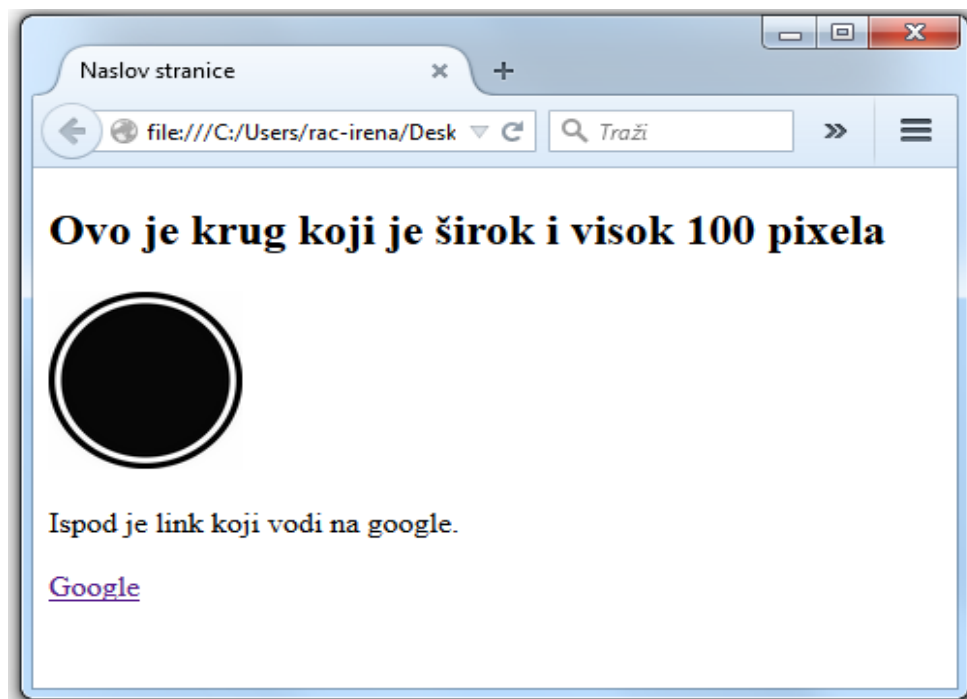 Naslov stranice
file:///C:/Users/rac-irena/Desk
Traži
Ovo je krug koji je širok i visok 100 pixela
Ispod je link koji vodi na google.
Google